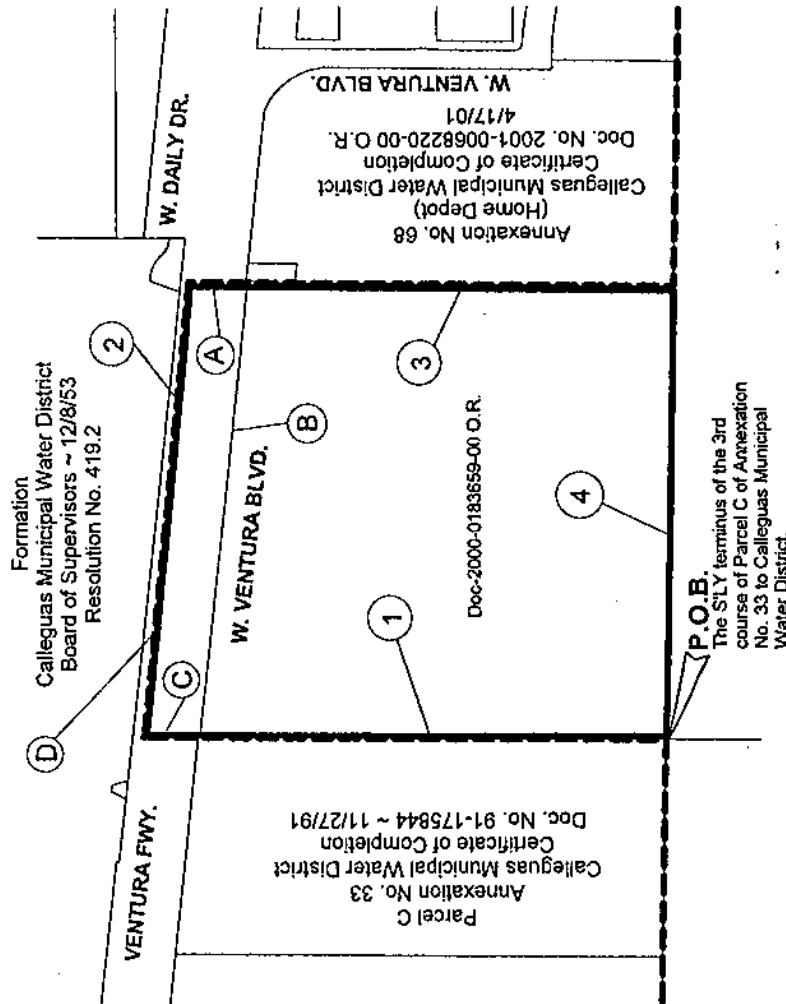 Formation
Calleguas Municipal Water District
Board of Supervisors ~ 12/8/53
Resolution No. 419.2
W. DAILY DR.
VENTURA FWY.
D
2
C
A
B
W. VENTURA BLVD.
W. VENTURA BLVD.
Annexation No. 68
(Home Depot)
Calleguas Municipal Water District
Certificate of Completion
Doc. No. 2001-0068220-00 O.R.
4/17/01
1
3
Doc-2000-0183659-00 O.R.
4
Parcel C
Annexation No. 33
Calleguas Municipal Water District
Certificate of Completion
Doc. No. 91-175844 ~ 11/27/91
P.O.B.
The S'LY terminus of the 3rd
course of Parcel C of Annexation
No. 33 to Calleguas Municipal
Water District.